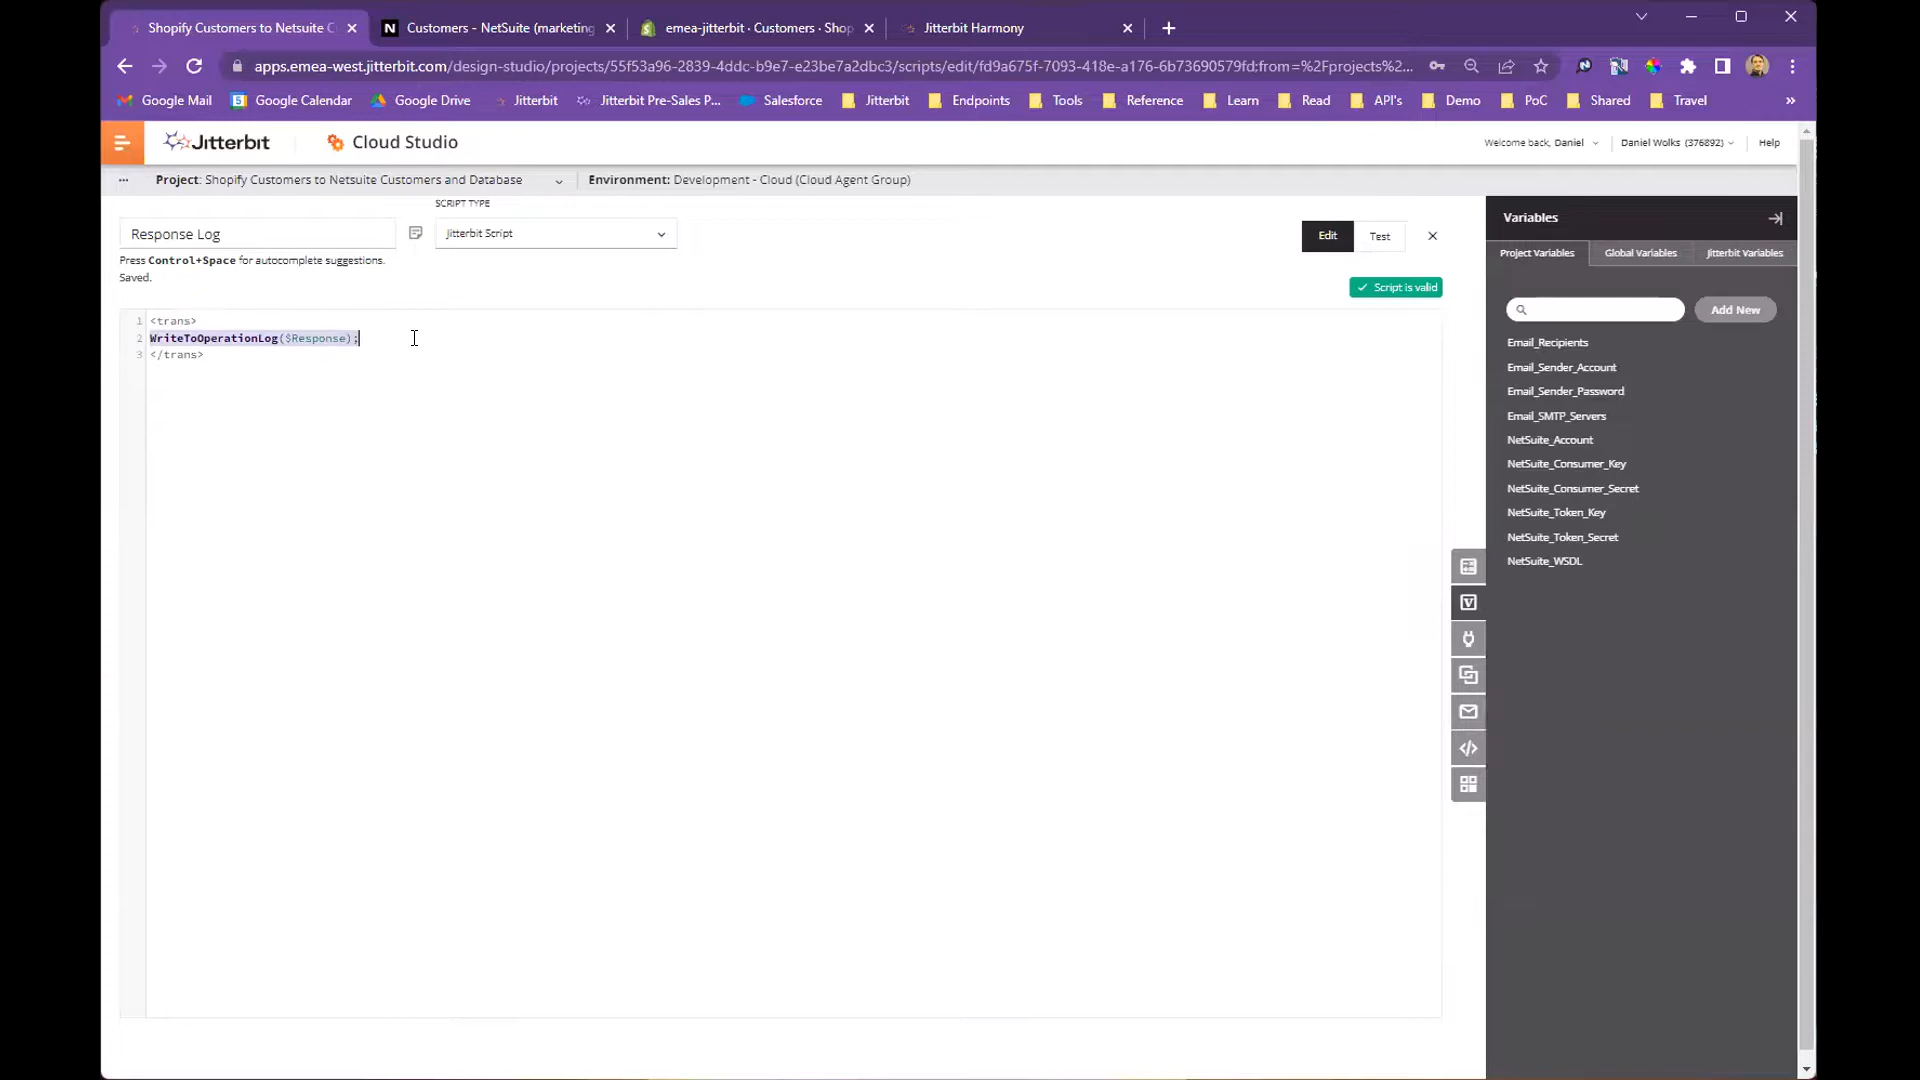 Shopify Customers to Netsuite C
Customers - NetSuite (marketing
emea-jitterbit · Customers · Shop
Jitterbit Harmony
apps.emea-west.jitterbit.com/design-studio/projects/55f53a96-2839-4ddc-b9e7-e23be7a2dbc3/scripts/edit/fd9a675f-7093-418e-a176-6b73690579fd;from=%2Fprojects%2...
Google Mail
Google Calendar
Google Drive
Jitterbit
Jitterbit Pre-Sales P...
Salesforce
Jitterbit
Endpoints
Tools
Reference
Learn
Read
API's
Demo
PoC
Shared
Travel
»
Jitterbit
Cloud Studio
Welcome back, Daniel
Daniel Wolks (376892)
Help
... Project: Shopify Customers to Netsuite Customers and Database
Environment: Development - Cloud (Cloud Agent Group)
SCRIPT TYPE
Response Log
Jitterbit Script
Edit
Test
Press Control+Space for autocomplete suggestions.
Saved.
Script is valid
1 <trans>
2 WriteToOperationLog($Response);
3 </trans>
Variables
Project Variables
Global Variables
Jitterbit Variables
Add New
Email_Recipients
Email_Sender_Account
Email_Sender_Password
Email_SMTP_Servers
NetSuite_Account
NetSuite_Consumer_Key
NetSuite_Consumer_Secret
NetSuite_Token_Key
NetSuite_Token_Secret
NetSuite_WSDL